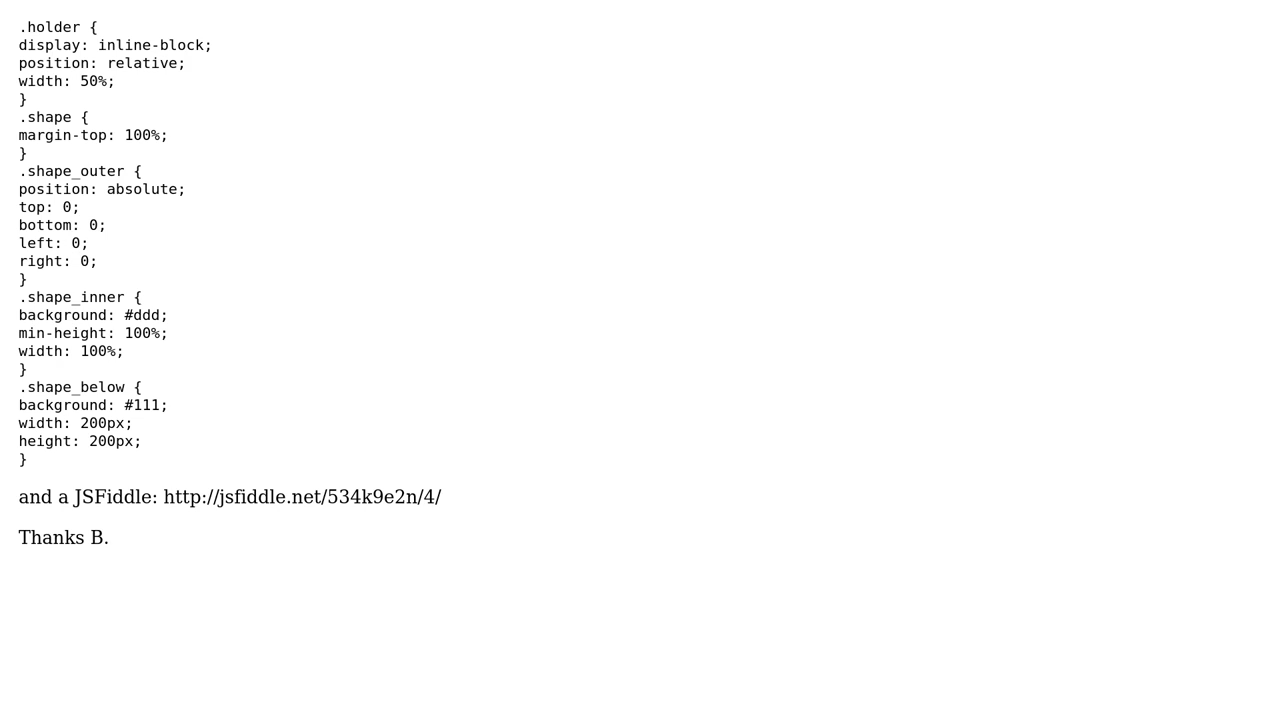 .holder {
display: inline-block;
position: relative;
width: 50%;
}
.shape {
margin-top: 100%;
}
.shape_outer {
position: absolute;
top: 0;
bottom: 0;
left: 0;
right: 0;
}
.shape_inner {
background: #ddd;
min-height: 100%;
width: 100%;
}
.shape_below {
background: #111;
width: 200px;
height: 200px;
}
and a JSFiddle: http://jsfiddle.net/534k9e2n/4/
Thanks B.